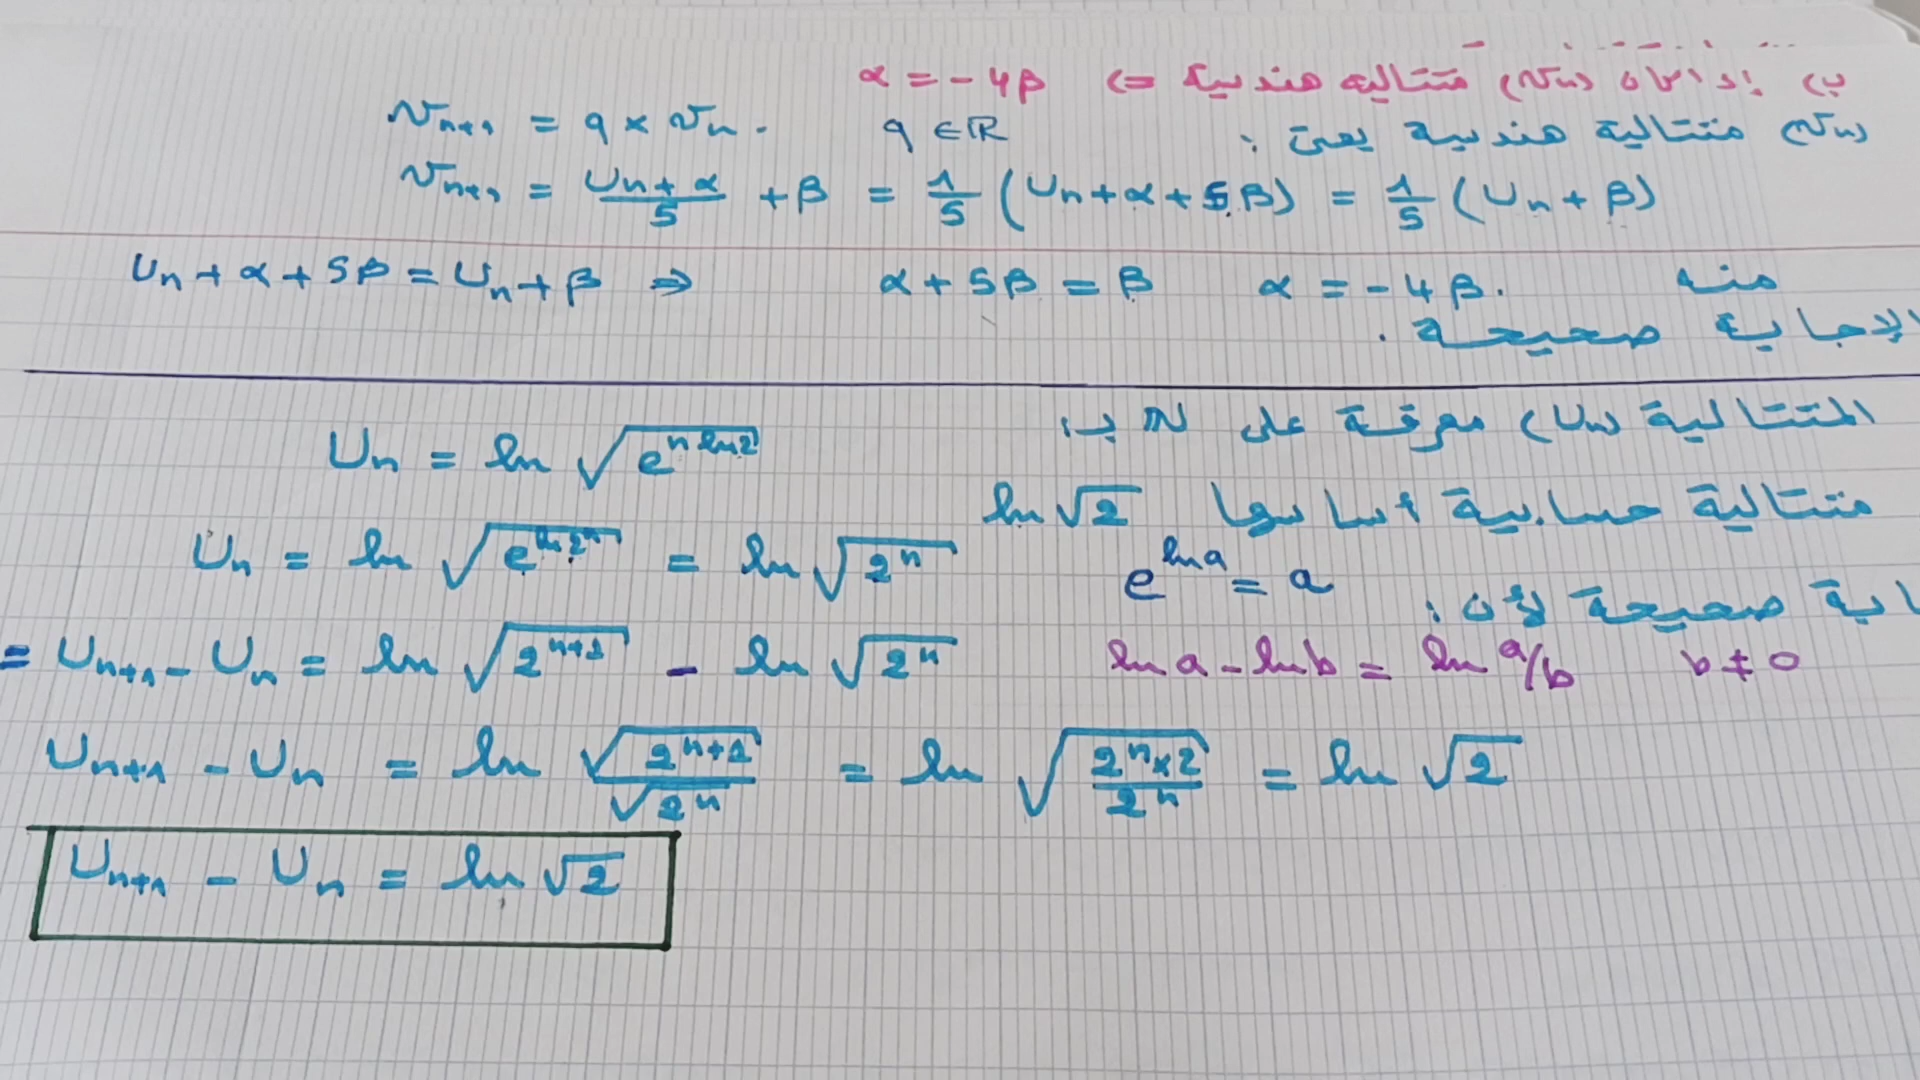 ب) إذا كان (Vn) متتالية هندسية => α = - 4β
(Vn) متتالية هندسية يعني : q ∈ ℝ Vn+1 = q × Vn .
Vn+1 = (Un + α)/5 + β = 1/5 (Un + α + 5β) = 1/5 (Un + β)
منه Un + α + 5β = Un + β ⇒ α + 5β = β α = - 4β .
الإجابة صحيحة .
المتتالية (Un) معرفة على ℕ بـ :
Un = ln √(e^(n ln 2))
متتالية حسابية أساسها ln √2
Un = ln √(e^(ln 2^n)) = ln √(2^n) e^(ln a) = a
صحيحة لأن :
= Un+1 - Un = ln √(2^(n+1)) - ln √(2^n) ln a - ln b = ln a/b b ≠ 0
Un+1 - Un = ln √(2^(n+1))/√(2^n) = ln √((2^n × 2)/2^n) = ln √2
Un+1 - Un = ln √2